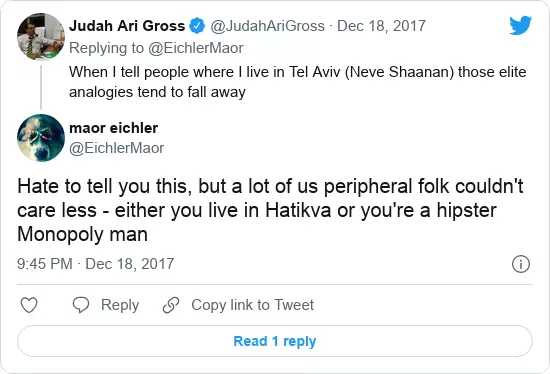 Judah Ari Gross @JudahAriGross · Dec 18, 2017
Replying to @EichlerMaor
When I tell people where I live in Tel Aviv (Neve Shaanan) those elite
analogies tend to fall away
maor eichler
@EichlerMaor
Hate to tell you this, but a lot of us peripheral folk couldn't
care less - either you live in Hatikva or you're a hipster
Monopoly man
9:45 PM · Dec 18, 2017
Reply Copy link to Tweet
Read 1 reply